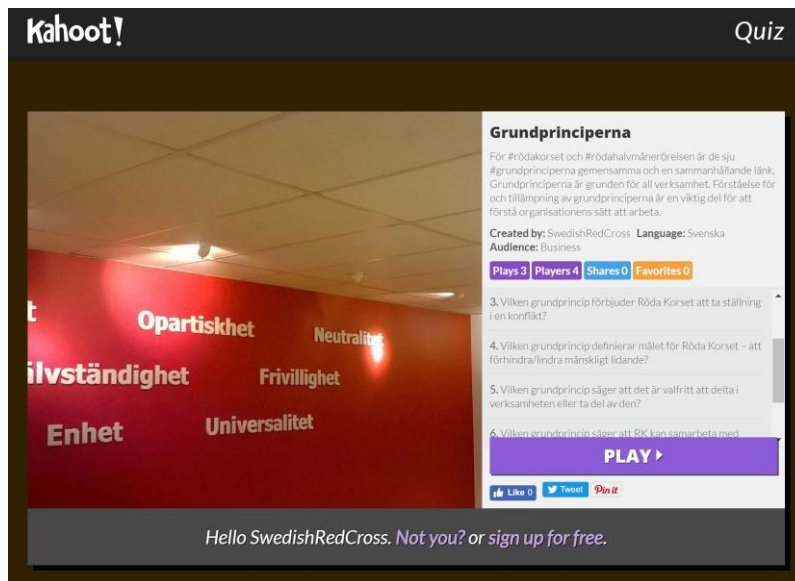 Kahoot!
Quiz
t
Opartiskhet
Neutralitet
älvständighet
Frivillighet
Enhet
Universalitet
Grundprinciperna
För #rödakorset och #rödahalvmånerörelsen är de sju
#grundprinciperna gemensamma och en sammanhållande länk.
Grundprinciperna är grunden för all verksamhet. Förståelse för
och tillämpning av grundprinciperna är en viktig del för att
förstå organisationens sätt att arbeta.
Created by: SwedishRedCross Language: Svenska
Audience: Business
Plays 3 Players 4 Shares 0 Favorites 0
3. Vilken grundprincip förbjuder Röda Korset att ta ställning
i en konflikt?
4. Vilken grundprincip definierar målet för Röda Korset – att
förhindra/lindra mänskligt lidande?
5. Vilken grundprincip säger att det är valfritt att delta i
verksamheten eller ta del av den?
6. Vilken grundprincip säger att RK kan samarbeta med
PLAY
Like 0 Tweet Pin it
Hello SwedishRedCross. Not you? or sign up for free.